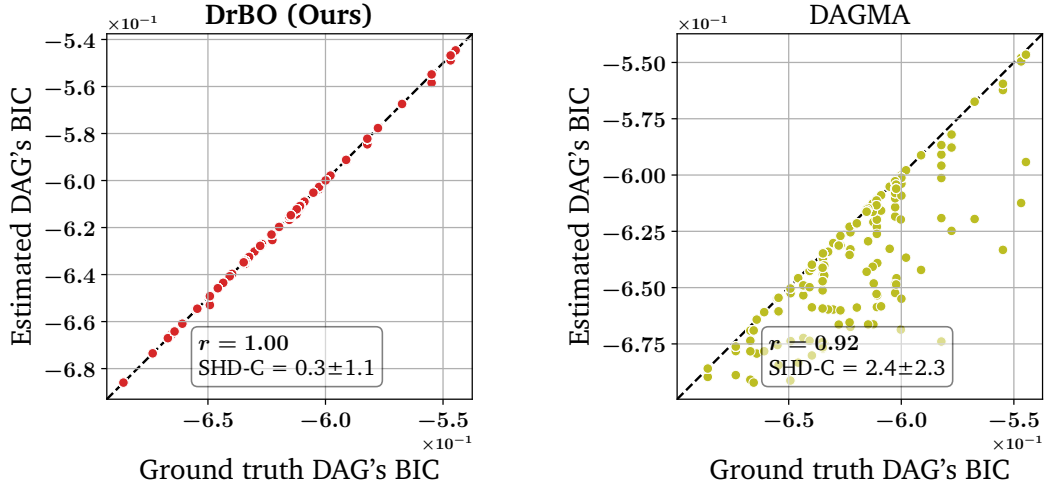 DrBO (Ours)
×10⁻¹
−5.4
−5.6
−5.8
−6.0
−6.2
−6.4
−6.6
−6.8
Estimated DAG's BIC
r = 1.00
SHD-C = 0.3±1.1
−6.5
−6.0
−5.5
×10⁻¹
Ground truth DAG's BIC
DAGMA
×10⁻¹
−5.50
−5.75
−6.00
−6.25
−6.50
−6.75
Estimated DAG's BIC
r = 0.92
SHD-C = 2.4±2.3
−6.5
−6.0
−5.5
×10⁻¹
Ground truth DAG's BIC